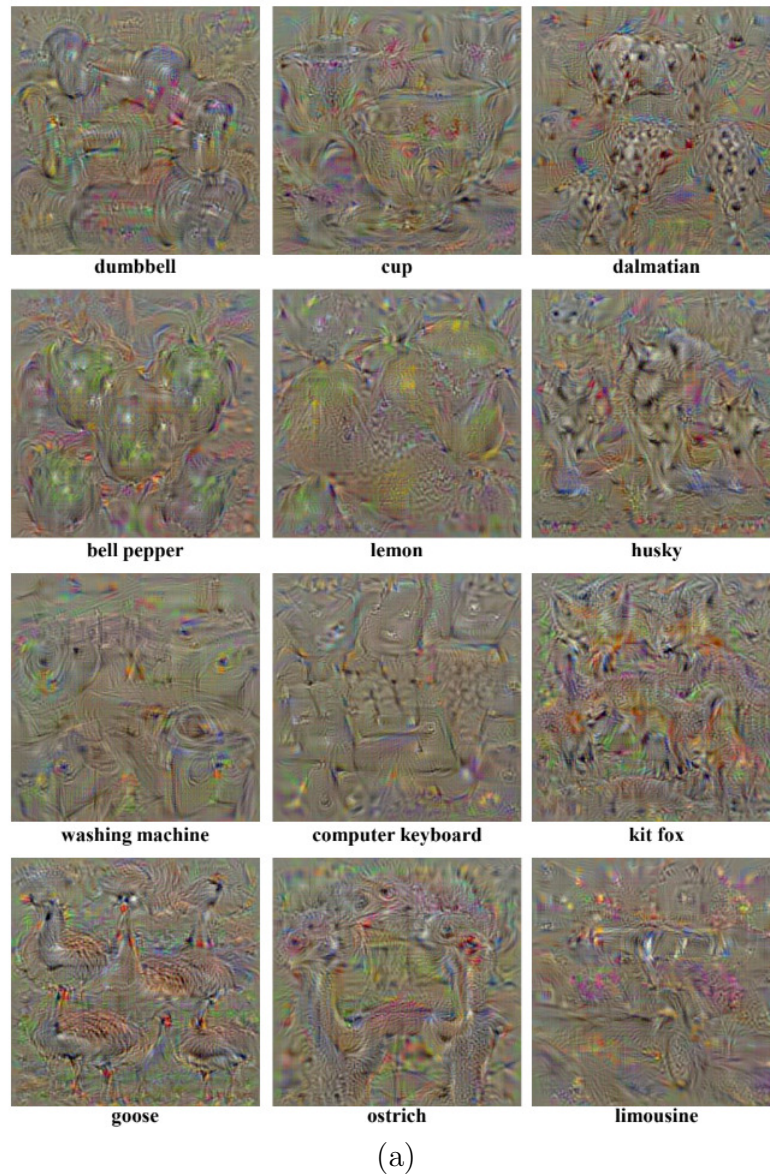 dumbbell
cup
dalmatian
bell pepper
lemon
husky
washing machine
computer keyboard
kit fox
goose
ostrich
limousine
(a)